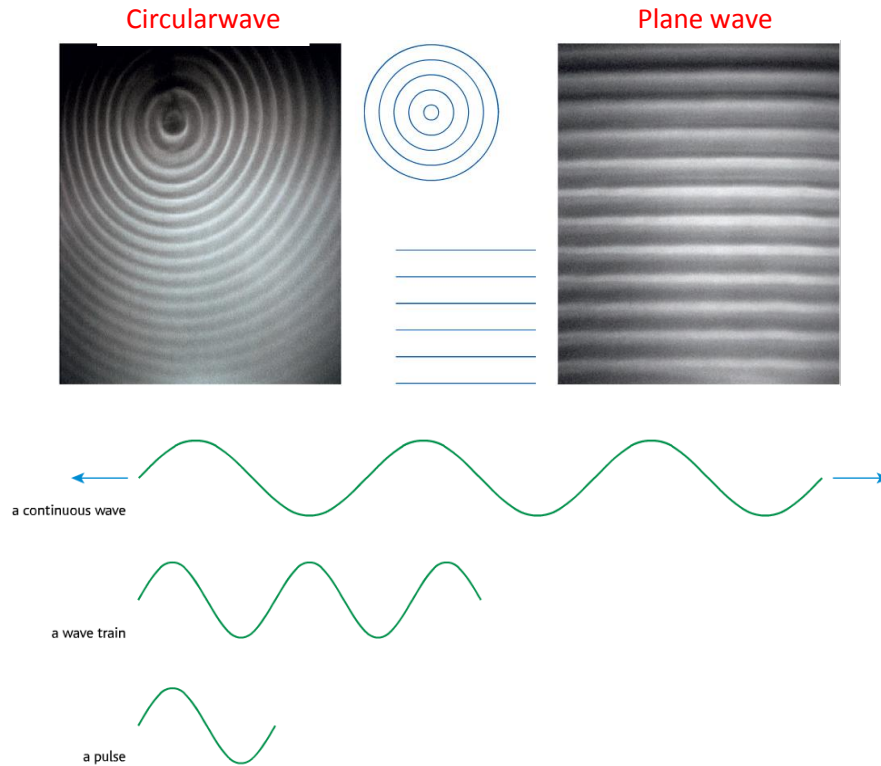 Circularwave
Plane wave
a continuous wave
a wave train
a pulse